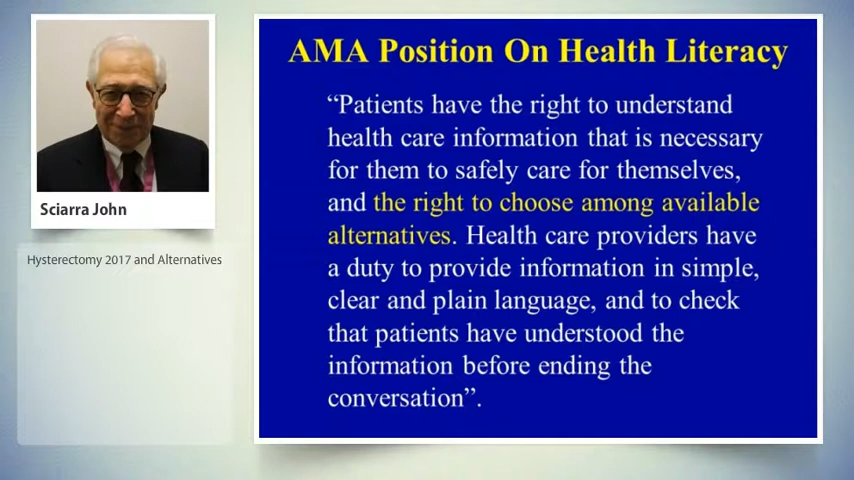 Sciarra John
Hysterectomy 2017 and Alternatives
AMA Position On Health Literacy
“Patients have the right to understand
health care information that is necessary
for them to safely care for themselves,
and the right to choose among available
alternatives. Health care providers have
a duty to provide information in simple,
clear and plain language, and to check
that patients have understood the
information before ending the
conversation”.